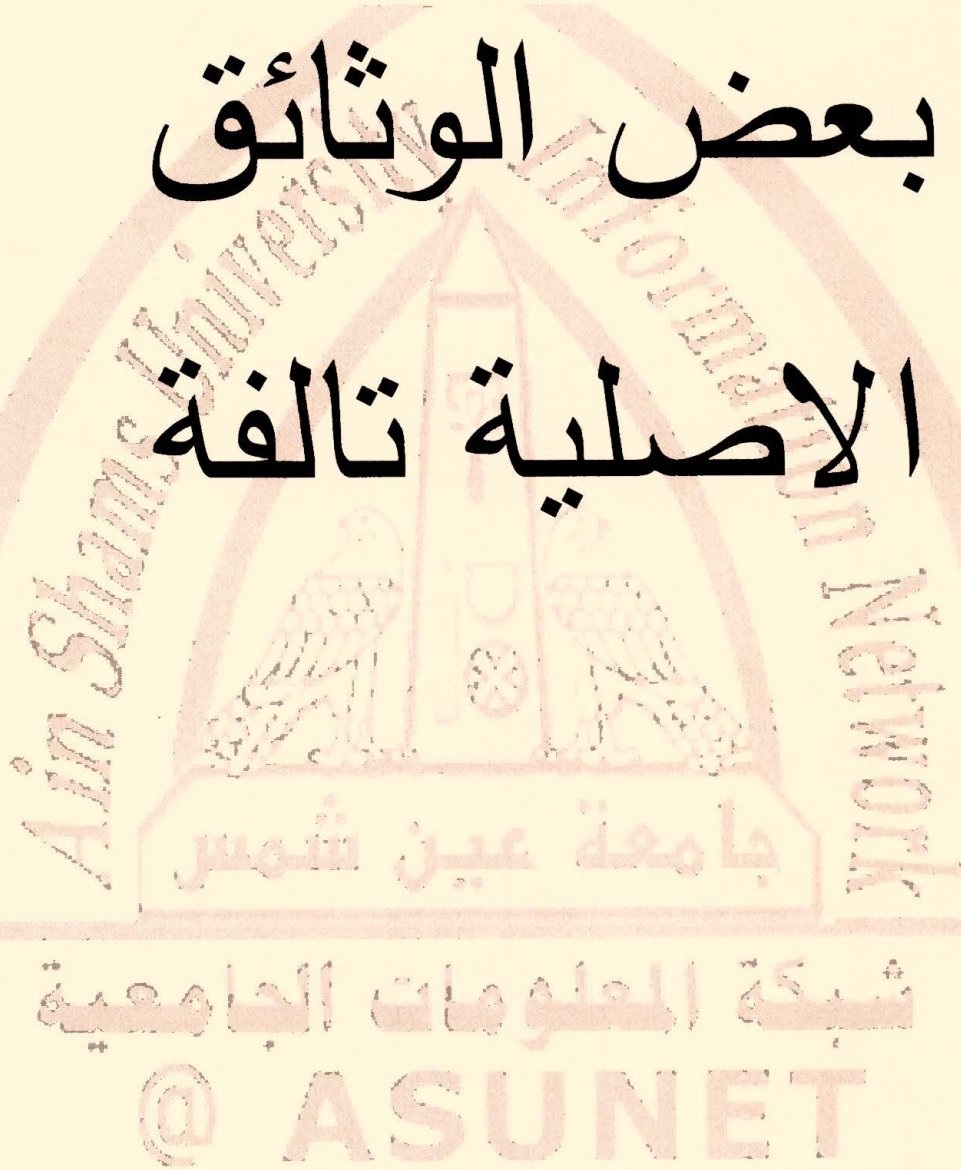 بعض الوثائق
الاصلية تالفة
Ain Shams University Information Network
جامعة عين شمس
شبكة المعلومات الجامعية
@ ASUNET